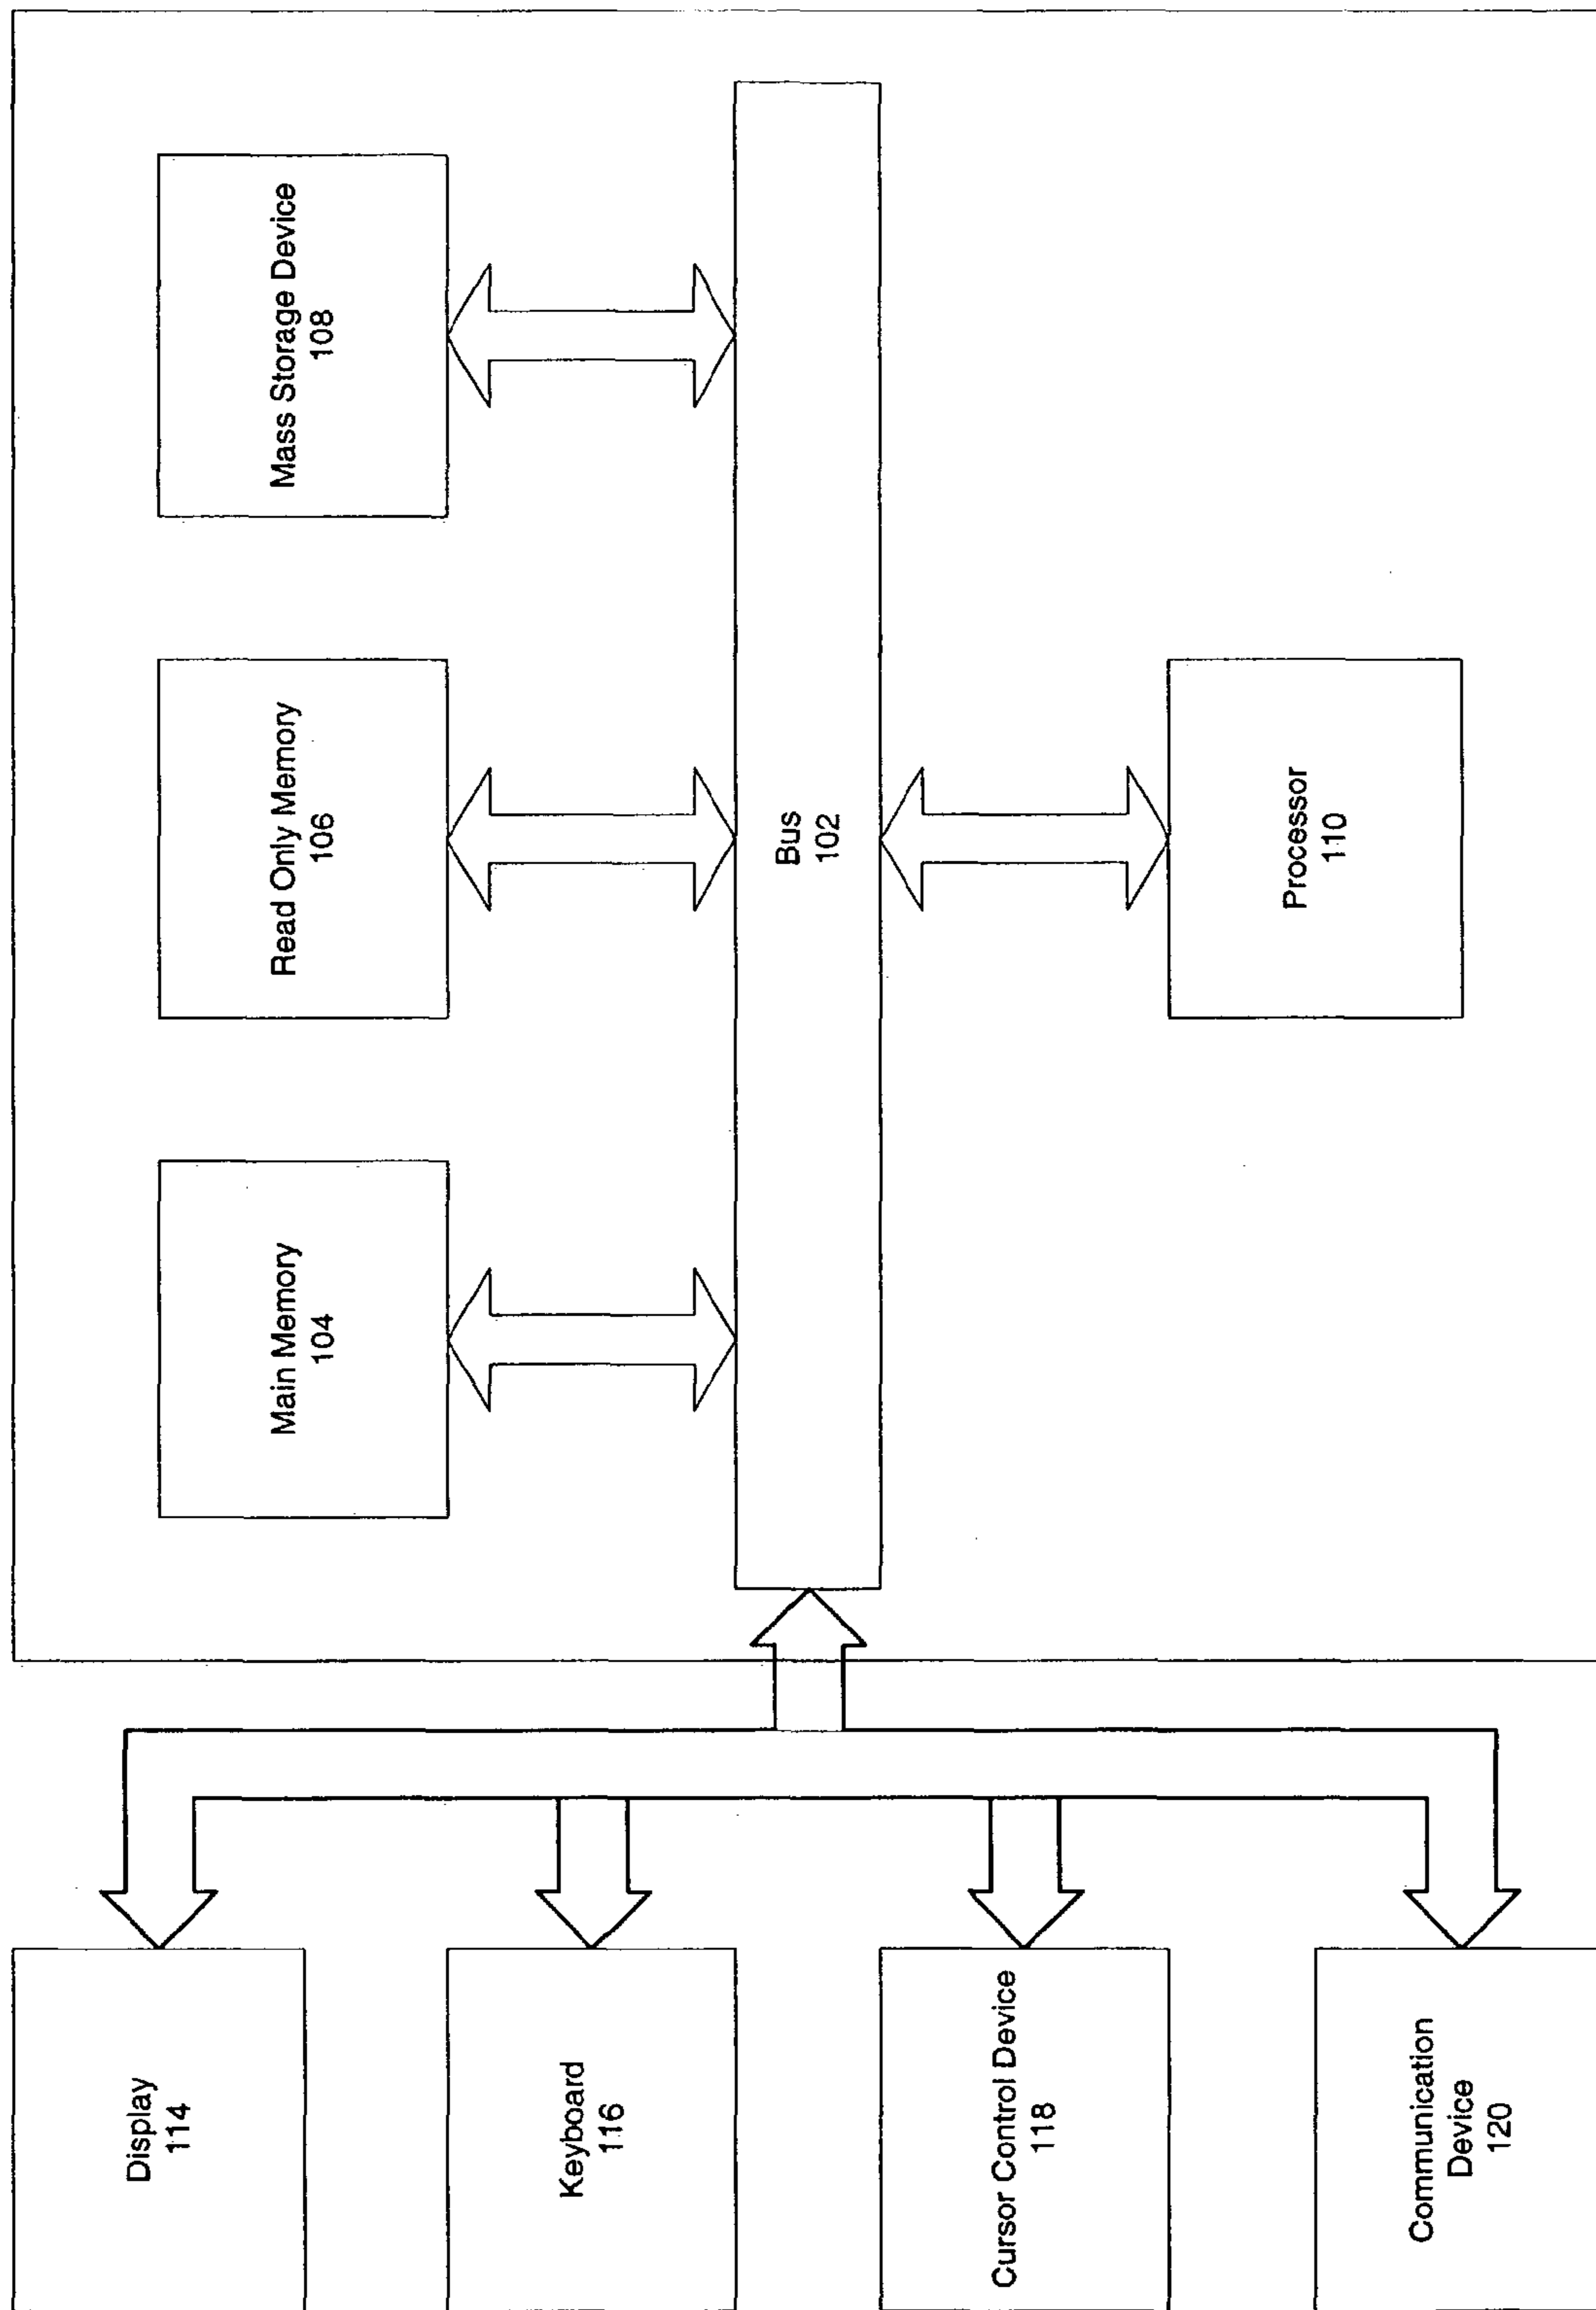 Display
114
Keyboard
116
Cursor Control Device
118
Communication
Device
120
Main Memory
104
Read Only Memory
106
Mass Storage Device
108
Bus
102
Processor
110